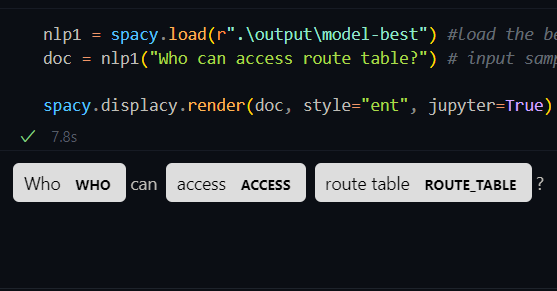 nlp1 = spacy.load(r".\output\model-best") #load the be
doc = nlp1("Who can access route table?") # input samp
spacy.displacy.render(doc, style="ent", jupyter=True)
7.8s
Who WHO can access ACCESS route table ROUTE_TABLE ?